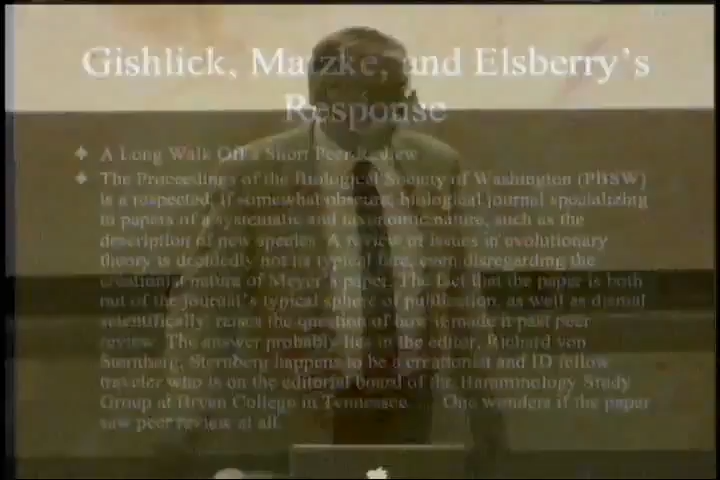 Gishlick, Matzke, and Elsberry's
Response
A Long Walk Off a Short Peer Review
The Proceedings of the Biological Society of Washington (PBSW)
is a respected, if somewhat obscure, biological journal specializing
in papers of a systematic and taxonomic nature, such as the
description of new species. A review of issues in evolutionary
theory is decidedly not its typical fare, even disregarding the
creationist nature of Meyer's paper. The fact that the paper is both
out of the journal's typical sphere of publication, as well as dismal
scientifically, raises the question of how it made it past peer
review. The answer probably lies in the editor, Richard von
Sternberg. Sternberg happens to be a creationist and ID fellow
traveler who is on the editorial board of the Baraminology Study
Group at Bryan College in Tennessee. ... One wonders if the paper
saw peer review at all.